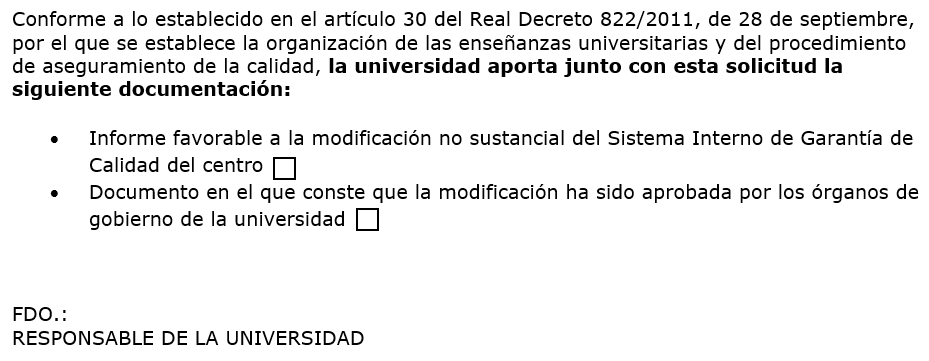 Conforme a lo establecido en el artículo 30 del Real Decreto 822/2011, de 28 de septiembre,
por el que se establece la organización de las enseñanzas universitarias y del procedimiento
de aseguramiento de la calidad, la universidad aporta junto con esta solicitud la
siguiente documentación:
• Informe favorable a la modificación no sustancial del Sistema Interno de Garantía de
Calidad del centro ☐
• Documento en el que conste que la modificación ha sido aprobada por los órganos de
gobierno de la universidad ☐
FDO.:
RESPONSABLE DE LA UNIVERSIDAD